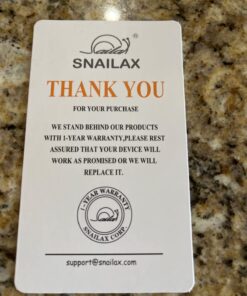 SNAILAX®
THANK YOU
FOR YOUR PURCHASE
WE STAND BEHIND OUR PRODUCTS
WITH 1-YEAR WARRANTY,PLEASE REST
ASSURED THAT YOUR DEVICE WILL
WORK AS PROMISED OR WE WILL
REPLACE IT.
1-YEAR WARRANTY
SNAILAX CORP.
support@snailax.com